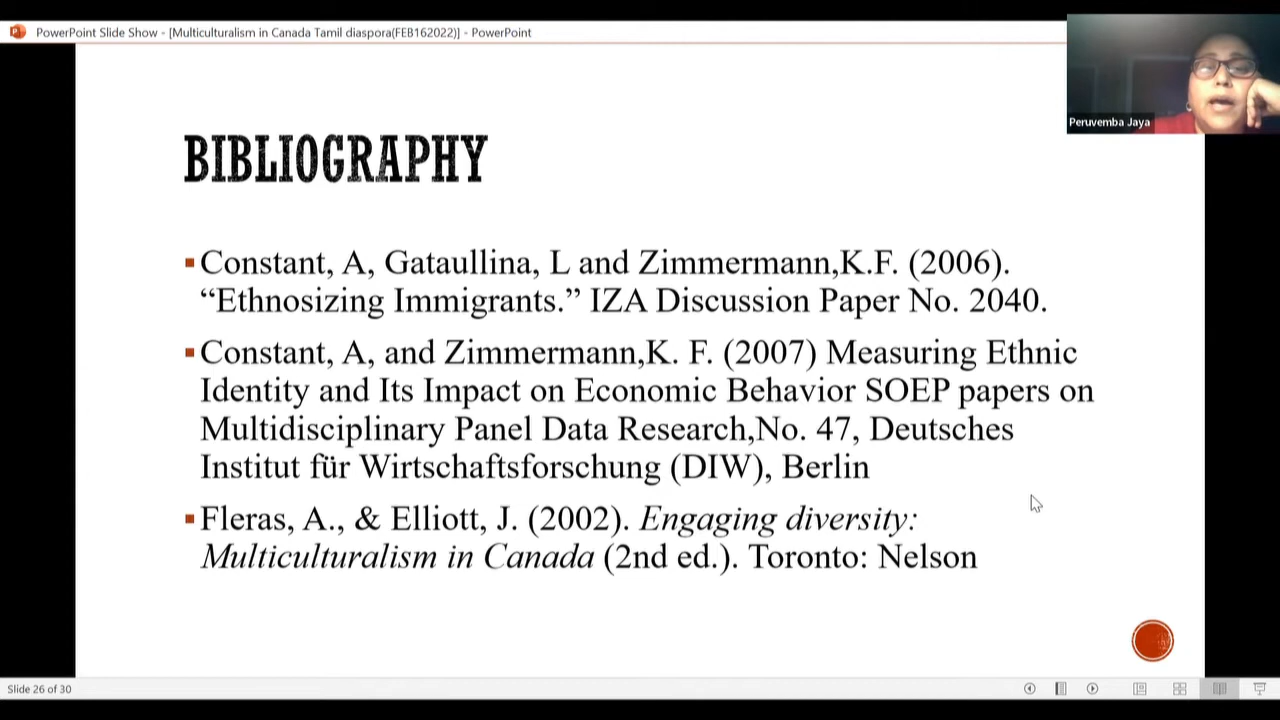 PowerPoint Slide Show - [Multiculturalism in Canada Tamil diaspora(FEB162022)] - PowerPoint
Peruvemba Jaya
BIBLIOGRAPHY
Constant, A, Gataullina, L and Zimmermann,K.F. (2006).
“Ethnosizing Immigrants.” IZA Discussion Paper No. 2040.
Constant, A, and Zimmermann,K. F. (2007) Measuring Ethnic
Identity and Its Impact on Economic Behavior SOEP papers on
Multidisciplinary Panel Data Research,No. 47, Deutsches
Institut für Wirtschaftsforschung (DIW), Berlin
Fleras, A., & Elliott, J. (2002). Engaging diversity:
Multiculturalism in Canada (2nd ed.). Toronto: Nelson
Slide 26 of 30